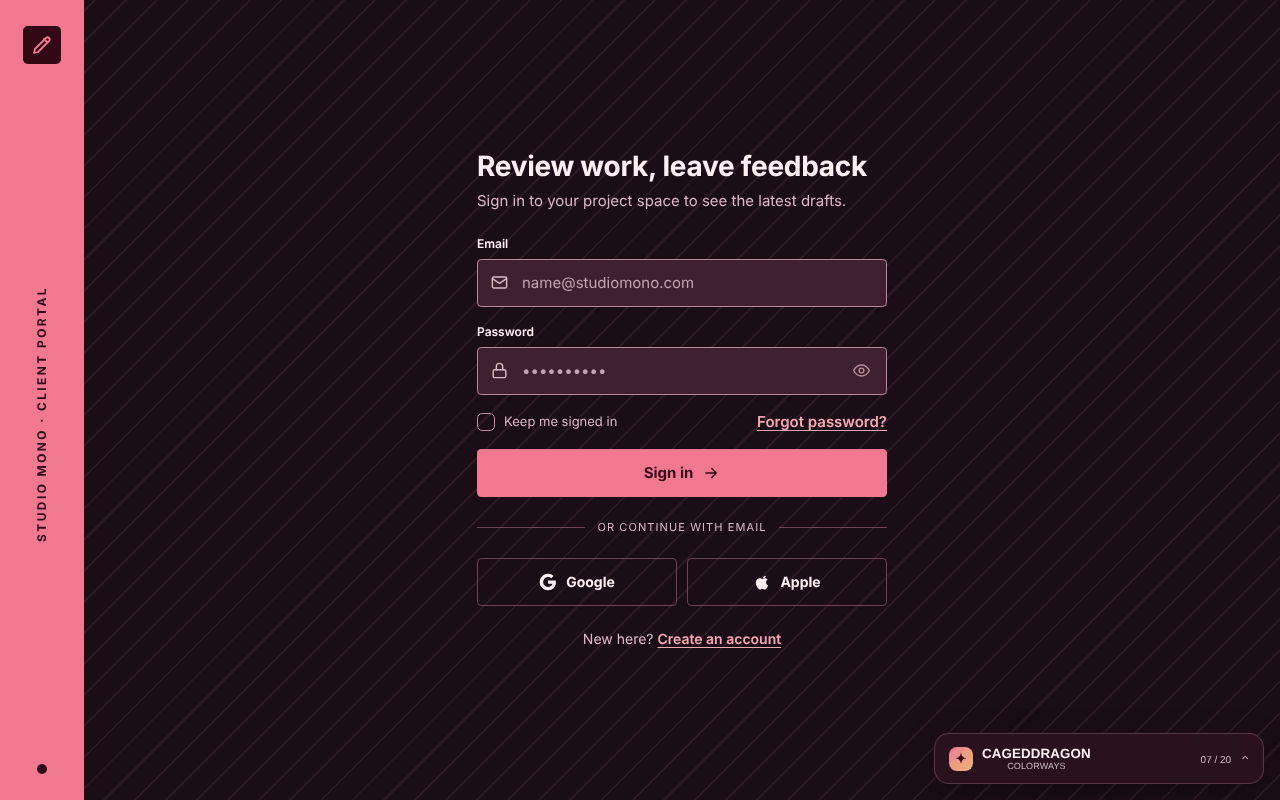 STUDIO MONO · CLIENT PORTAL
Review work, leave feedback
Sign in to your project space to see the latest drafts.
Email
name@studiomono.com
Password
••••••••••
Keep me signed in
Forgot password?
Sign in →
OR CONTINUE WITH EMAIL
Google
Apple
New here? Create an account
CAGEDDRAGON
COLORWAYS
07 / 20